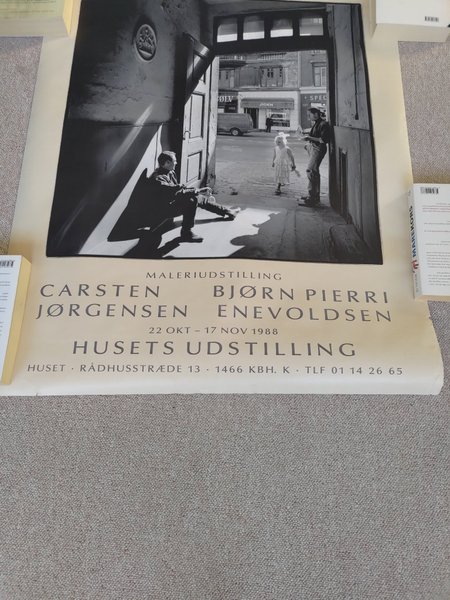 MALERIUDSTILLING
CARSTEN BJØRN PIERRI
JØRGENSEN ENEVOLDSEN
22 OKT – 17 NOV 1988
HUSETS UDSTILLING
HUSET · RÅDHUSSTRÆDE 13 · 1466 KBH. K · TLF 01 14 26 65